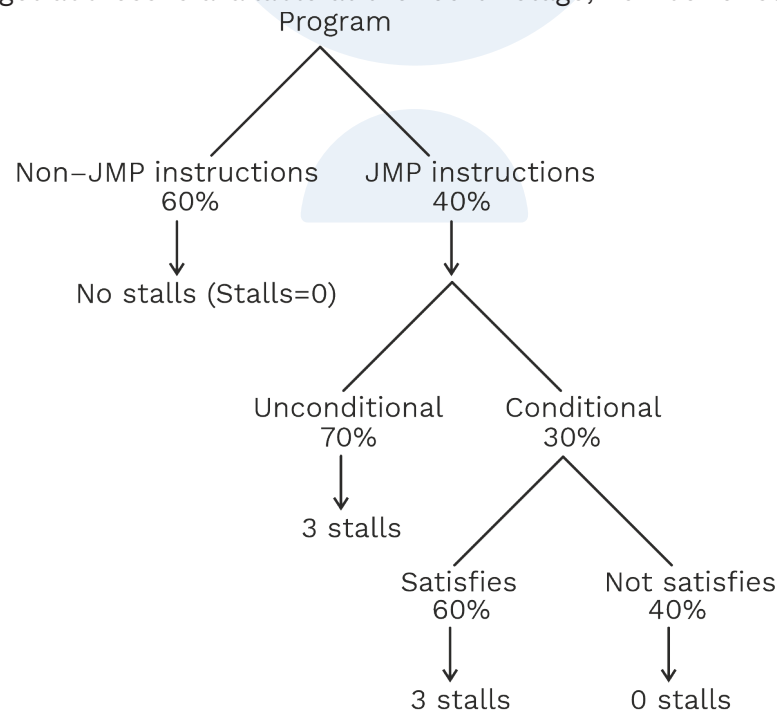 Program
Non–JMP instructions
60%
JMP instructions
40%
No stalls (Stalls=0)
Unconditional
70%
Conditional
30%
3 stalls
Satisfies
60%
Not satisfies
40%
3 stalls
0 stalls